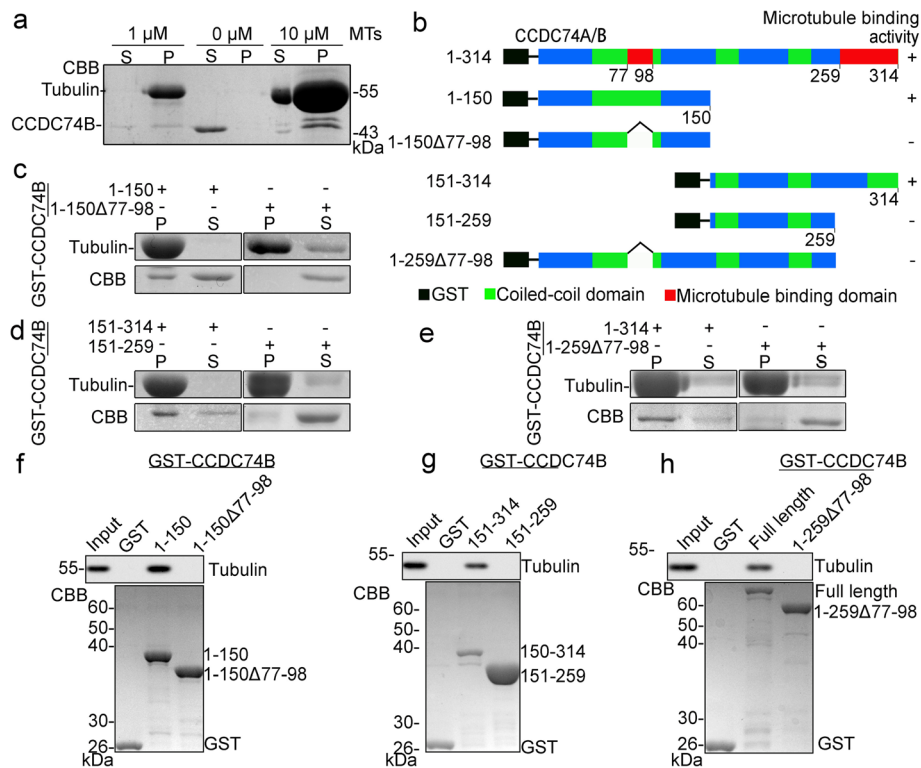 a
1 µM 0 µM 10 µM MTs
S P S P S P
CBB
Tubulin
-55
CCDC74B-
-43
kDa
b
Microtubule binding activity
CCDC74A/B
1-314 +
77 98 259 314
1-150 +
150
1-150Δ77-98 -
151-314 +
314
151-259 -
259
1-259Δ77-98 -
GST Coiled-coil domain Microtubule binding domain
c
GST-CCDC74B
1-150 + + - -
1-150Δ77-98 - - + +
P S P S
Tubulin-
CBB
d
GST-CCDC74B
151-314 + + - -
151-259 - - + +
P S P S
Tubulin-
CBB
e
GST-CCDC74B
1-314 + + - -
1-259Δ77-98 - - + +
P S P S
Tubulin-
CBB
f
GST-CCDC74B
Input GST 1-150 1-150Δ77-98
55- Tubulin
CBB
60-
50-
40-
1-150
1-150Δ77-98
30-
26- GST
kDa
g
GST-CCDC74B
Input GST 151-314 151-259
55-
Tubulin
CBB
60-
50-
40-
150-314
151-259
30-
26- GST
kDa
h
GST-CCDC74B
Input GST Full length 1-259Δ77-98
55-
Tubulin
CBB
Full length
60- 1-259Δ77-98
50-
40-
30-
26- GST
kDa